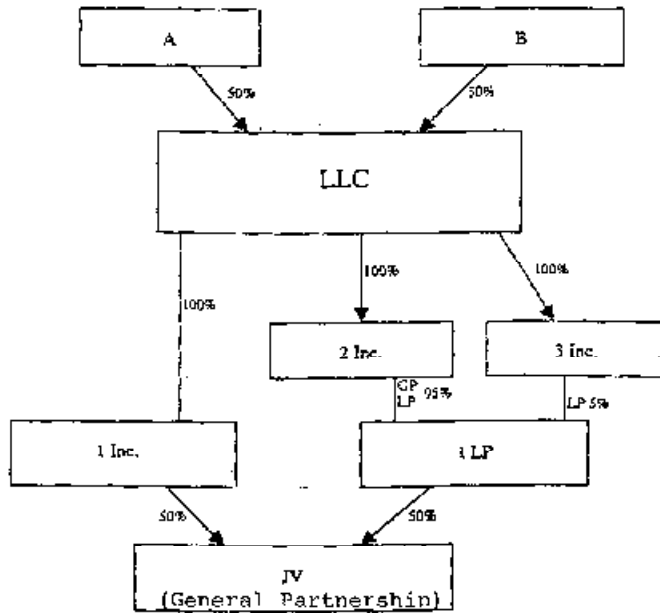 A
B
50%
50%
LLC
100%
100%
100%
2 Inc.
3 Inc.
GP
LP 95%
LP 5%
1 Inc.
1 LP
50%
50%
JV
(General Partnership)